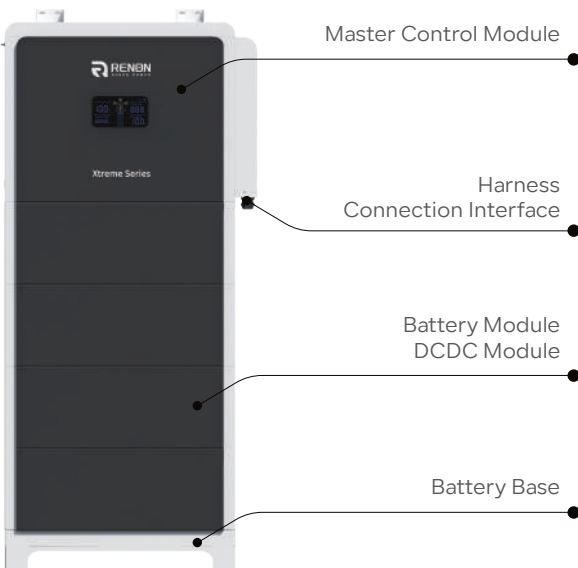 Master Control Module
RENON
Xtreme Series
Harness
Connection Interface
Battery Module
DCDC Module
Battery Base